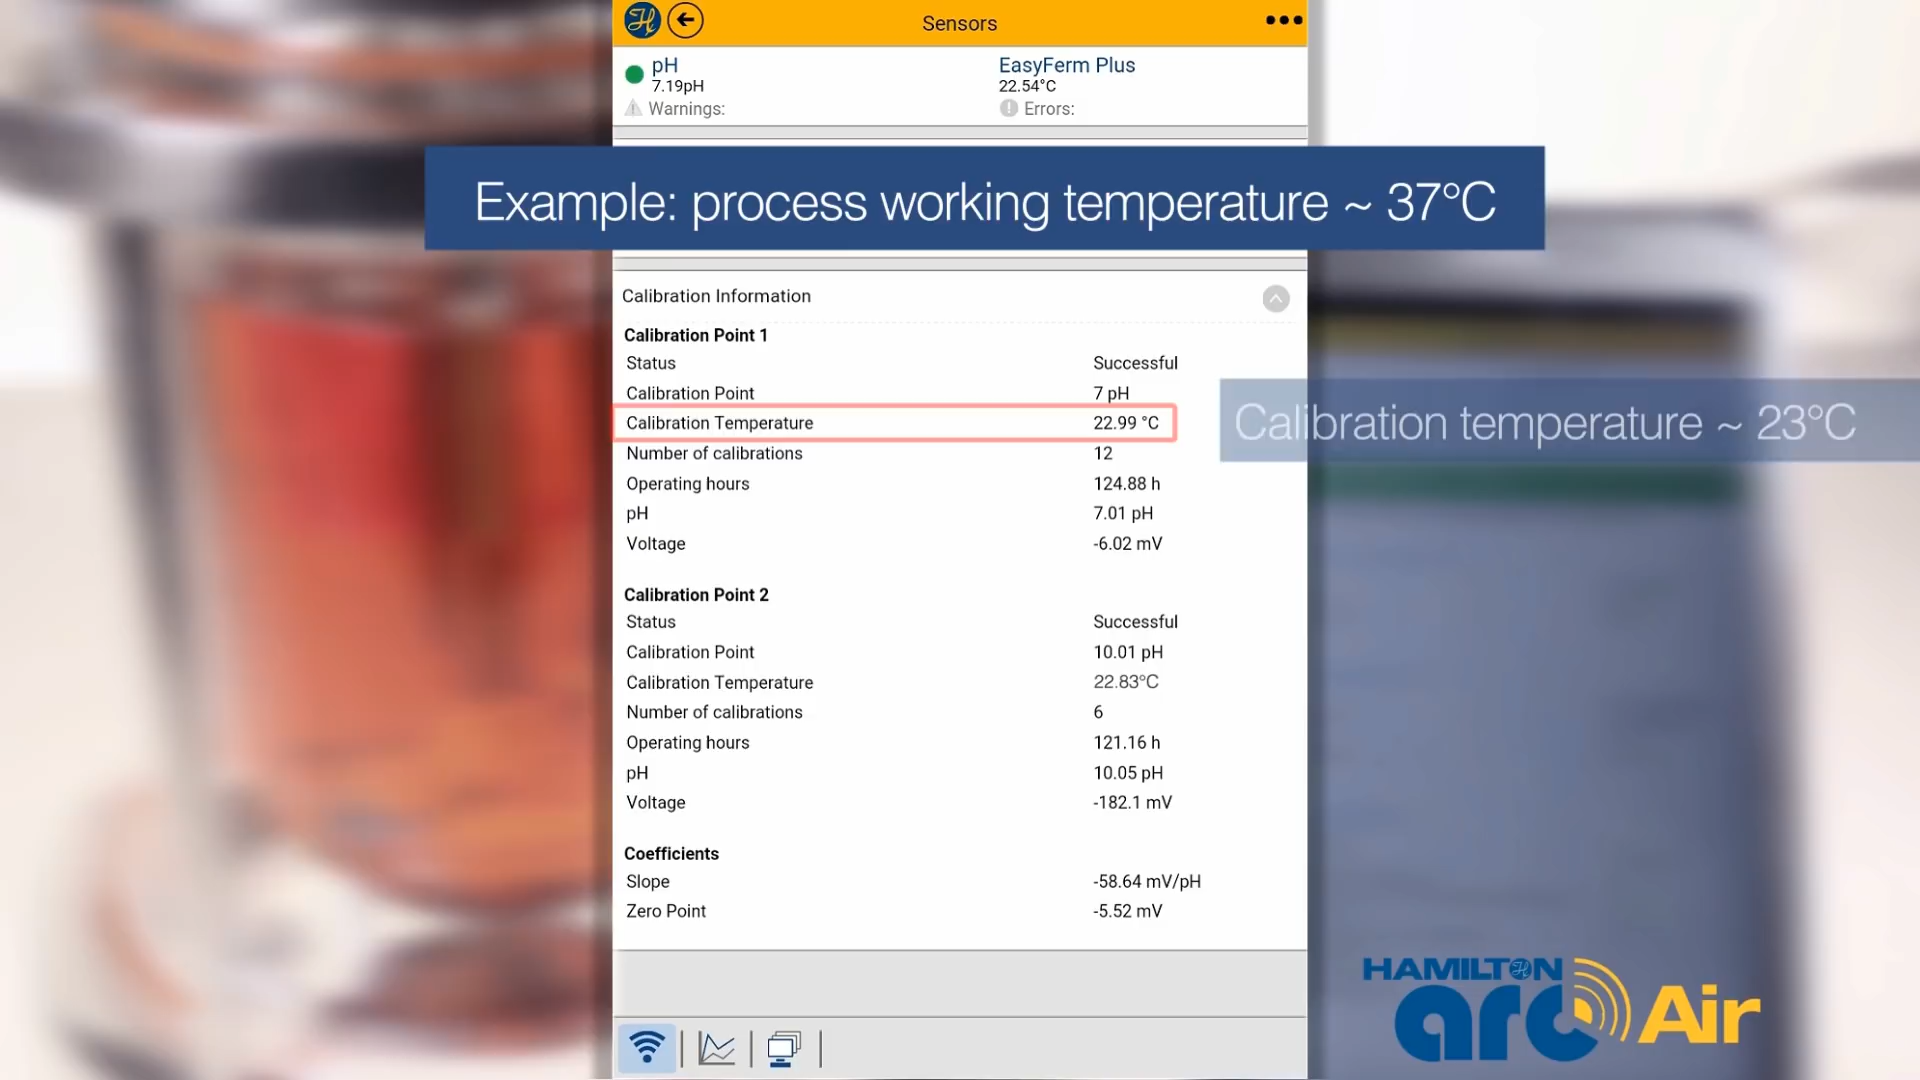 Sensors
pH
7.19pH
Warnings:
EasyFerm Plus
22.54°C
Errors:
Example: process working temperature ~ 37°C
Calibration Information
Calibration Point 1
Status Successful
Calibration Point 7 pH
Calibration Temperature 22.99 °C
Calibration temperature ~ 23°C
Number of calibrations 12
Operating hours 124.88 h
pH 7.01 pH
Voltage -6.02 mV
Calibration Point 2
Status Successful
Calibration Point 10.01 pH
Calibration Temperature 22.83°C
Number of calibrations 6
Operating hours 121.16 h
pH 10.05 pH
Voltage -182.1 mV
Coefficients
Slope -58.64 mV/pH
Zero Point -5.52 mV
HAMILTON
arc Air